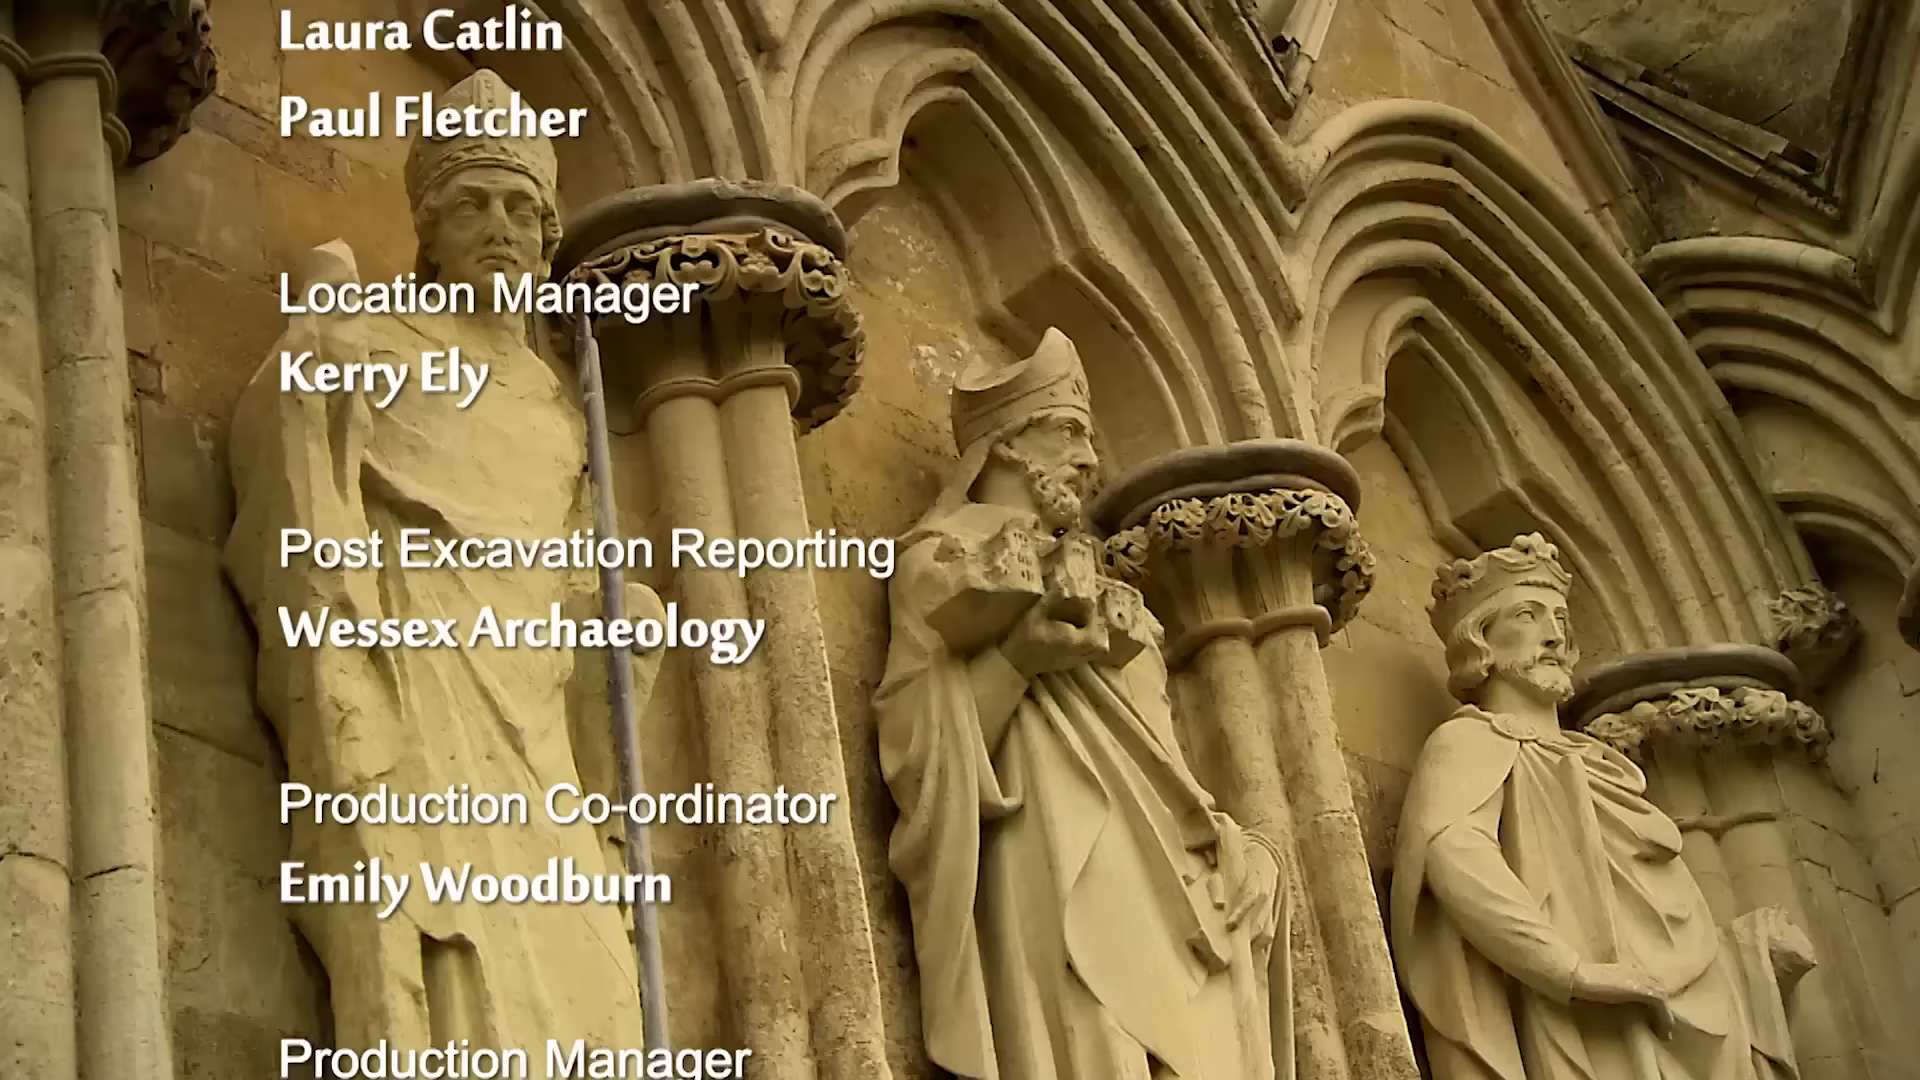 Laura Catlin
Paul Fletcher
Location Manager
Kerry Ely
Post Excavation Reporting
Wessex Archaeology
Production Co-ordinator
Emily Woodburn
Production Manager